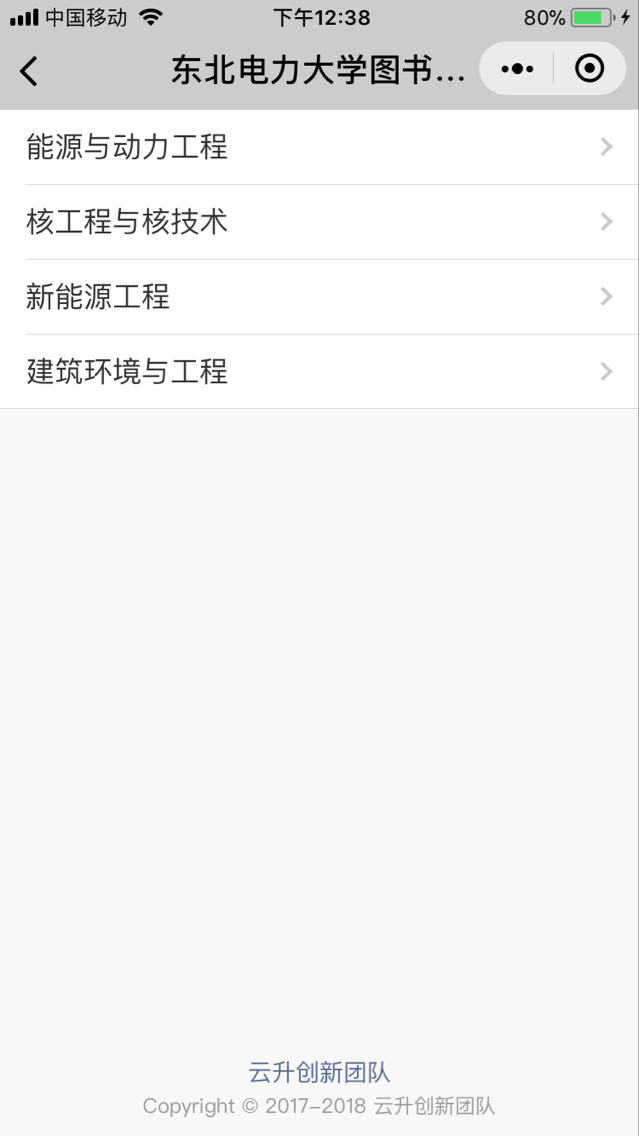 中国移动 下午12:38 80%
东北电力大学图书...
能源与动力工程
核工程与核技术
新能源工程
建筑环境与工程
云升创新团队
Copyright © 2017-2018 云升创新团队